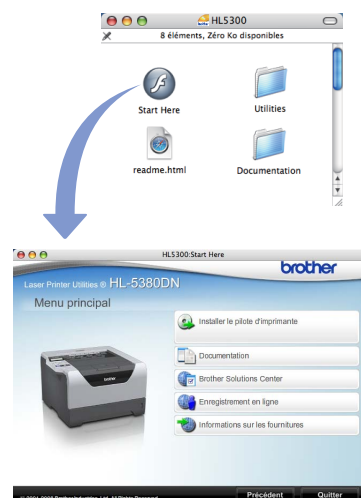 HL5300
8 éléments, Zéro Ko disponibles
Start Here
Utilities
readme.html
Documentation
HL5300:Start Here
brother
Laser Printer Utilities ® HL-5380DN
Menu principal
Installer le pilote d'imprimante
Documentation
Brother Solutions Center
Enregistrement en ligne
Informations sur les fournitures
Précédent
Quitter